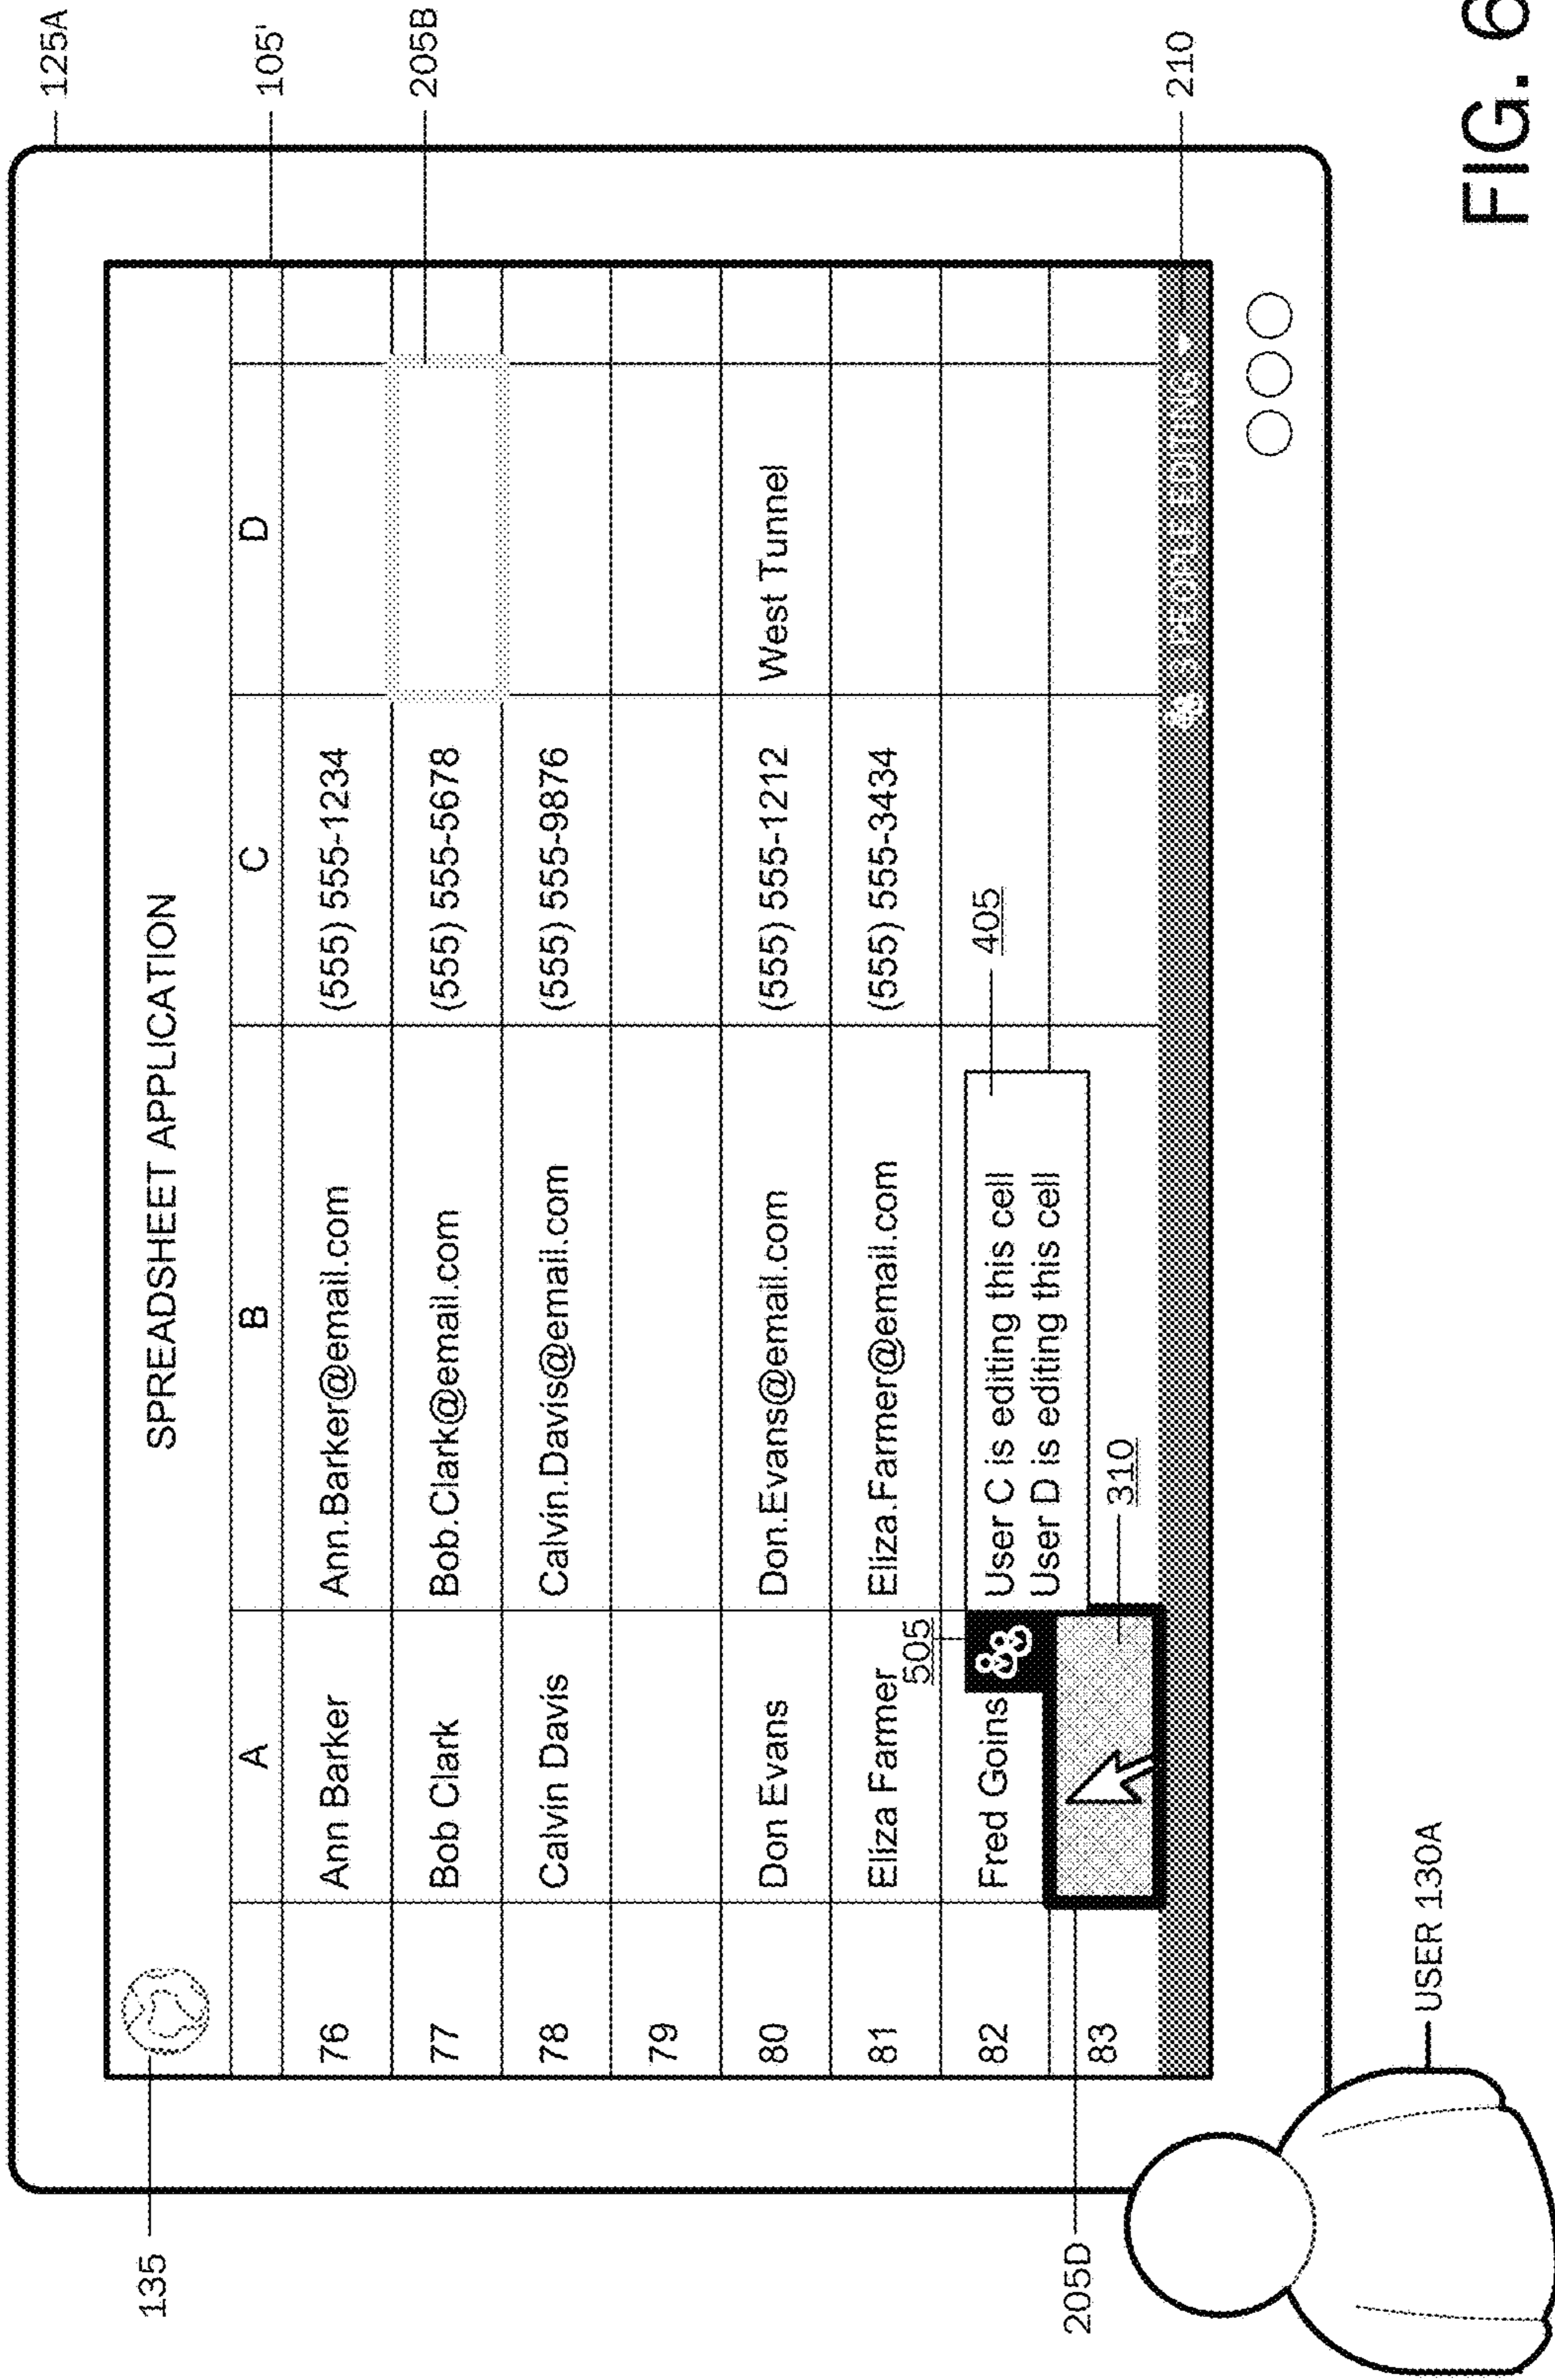 125A
105'
205B
135
SPREADSHEET APPLICATION
A B C D
76 Ann Barker Ann.Barker@email.com (555) 555-1234
77 Bob Clark Bob.Clark@email.com (555) 555-5678
78 Calvin Davis Calvin.Davis@email.com (555) 555-9876
79
80 Don Evans Don.Evans@email.com (555) 555-1212 West Tunnel
81 Eliza Farmer Eliza.Farmer@email.com (555) 555-3434
505
82 Fred Goins User C is editing this cell 405
User D is editing this cell
83 310
205D
PEOPLE EDITING
210
USER 130A
FIG. 6